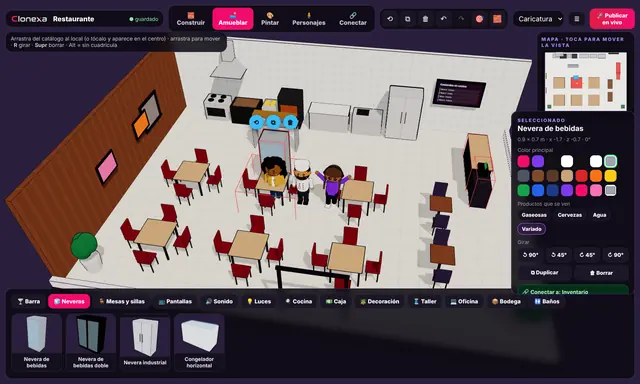 Clonexa Restaurante
guardado
Construir
Amueblar
Pintar
Personajes
Conectar
Caricatura
Publicar
en vivo
Arrastra del catálogo al local (o tócalo y aparece en el centro) · arrastra para mover
· R girar · Supr borrar · Alt = sin cuadrícula
MAPA · TOCA PARA MOVER
LA VISTA
SELECCIONADO
Nevera de bebidas
Color principal
Productos que se ven
Gaseosas Cervezas Agua
Variado
Girar
45° 45° 90°
Duplicar Borrar
Conectar a: Inventario
Barra Neveras Mesas y sillas Pantallas Sonido Luces Cocina Caja Decoración Taller Oficina Bodega Baños
Nevera de
bebidas
Nevera de
bebidas doble
Nevera industrial
Congelador
horizontal